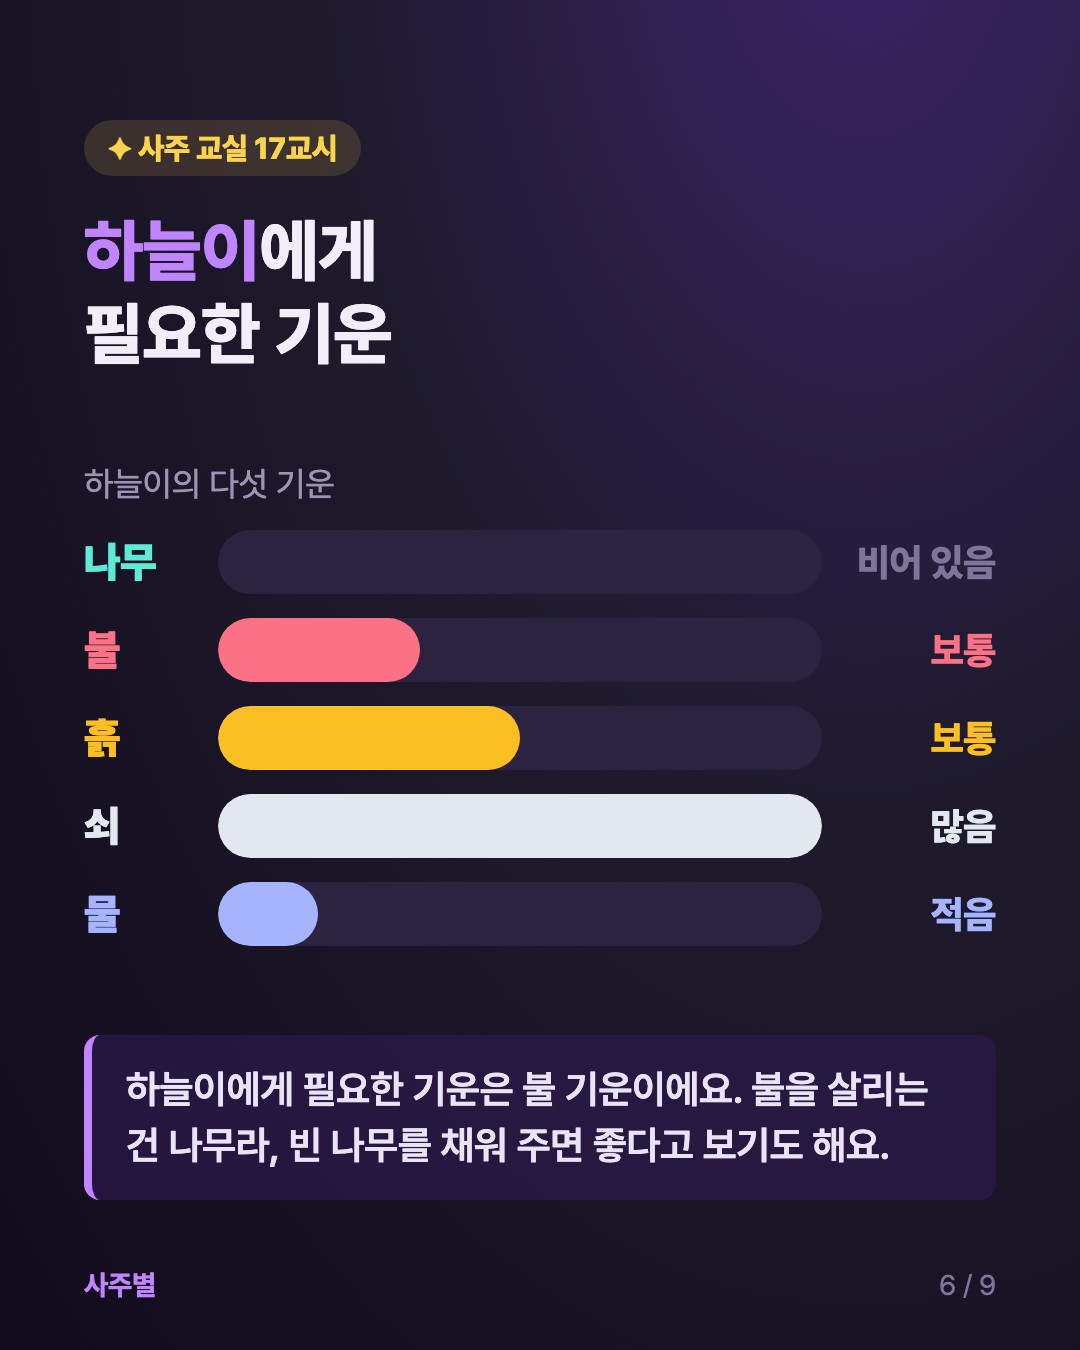 ✦ 사주 교실 17교시
하늘이에게
필요한 기운
하늘이의 다섯 기운
나무 비어 있음
불 보통
흙 보통
쇠 많음
물 적음
하늘이에게 필요한 기운은 불 기운이에요. 불을 살리는
건 나무라, 빈 나무를 채워 주면 좋다고 보기도 해요.
사주별 6 / 9